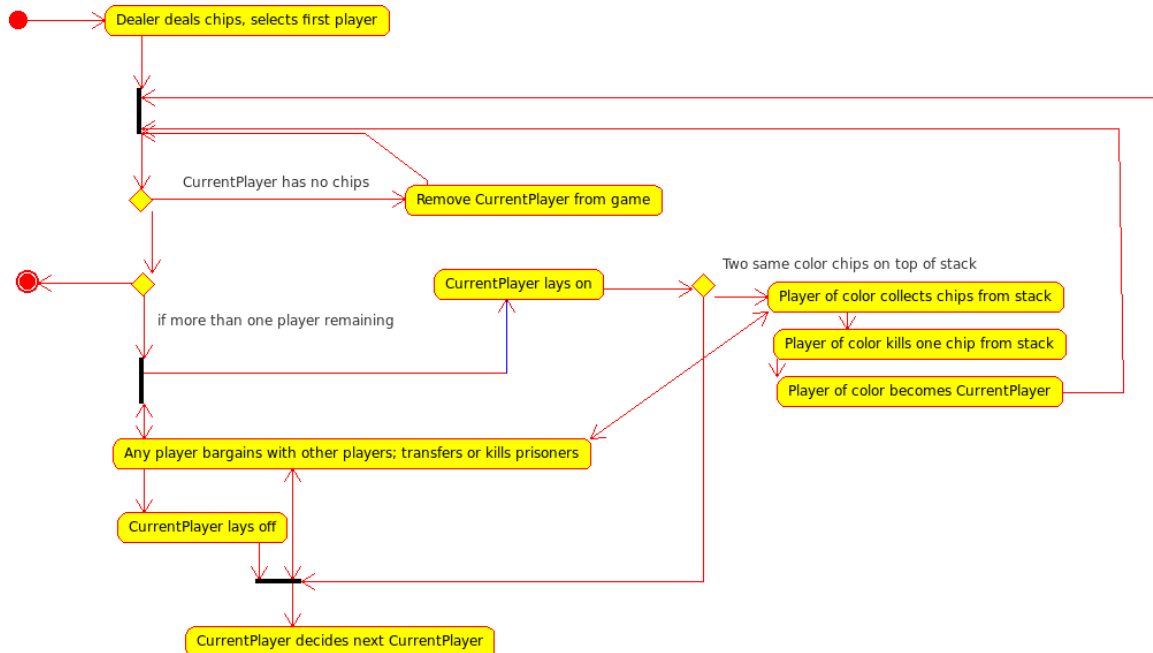 Dealer deals chips, selects first player
CurrentPlayer has no chips
Remove CurrentPlayer from game
Two same color chips on top of stack
CurrentPlayer lays on
Player of color collects chips from stack
if more than one player remaining
Player of color kills one chip from stack
Player of color becomes CurrentPlayer
Any player bargains with other players; transfers or kills prisoners
CurrentPlayer lays off
CurrentPlayer decides next CurrentPlayer